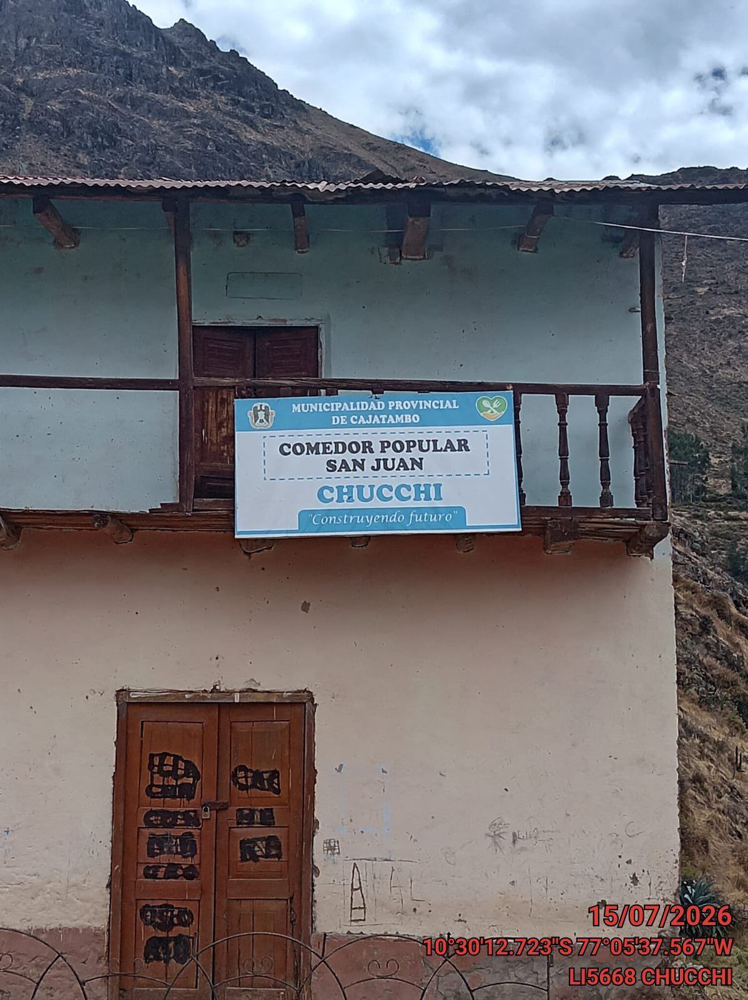 MUNICIPALIDAD PROVINCIAL
DE CAJATAMBO
COMEDOR POPULAR
SAN JUAN
CHUCCHI
"Construyendo futuro"
15/07/2026
10°30'12.723"S 77°05'37.567"W
LI5668 CHUCCHI